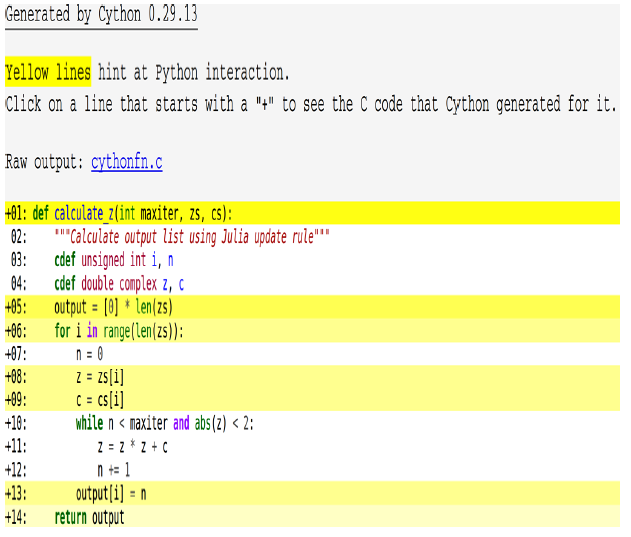 Generated by Cython 0.29.13
Yellow lines hint at Python interaction.
Click on a line that starts with a "+" to see the C code that Cython generated for it.
Raw output: cythonfn.c
+01: def calculate_z(int maxiter, zs, cs):
02:     """Calculate output list using Julia update rule"""
03:     cdef unsigned int i, n
04:     cdef double complex z, c
+05:     output = [0] * len(zs)
+06:     for i in range(len(zs)):
+07:         n = 0
+08:         z = zs[i]
+09:         c = cs[i]
+10:         while n < maxiter and abs(z) < 2:
+11:             z = z * z + c
+12:             n += 1
+13:         output[i] = n
+14:     return output